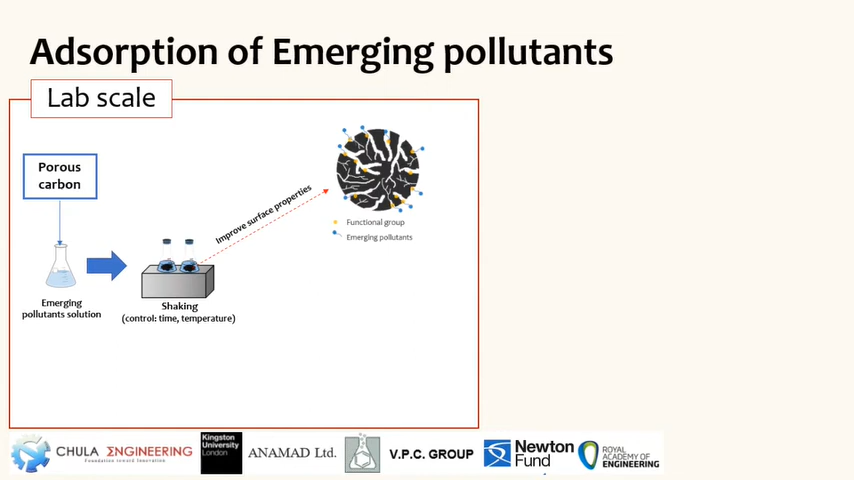 Adsorption of Emerging pollutants
Lab scale
Porous
carbon
Improve surface properties
Functional group
Emerging pollutants
Emerging
pollutants solution
Shaking
(control: time, temperature)
CHULA ΣNGINEERING
Foundation toward Innovation
Kingston
University
London
ANAMAD Ltd.
V.P.C. GROUP
Newton
Fund
ROYAL
ACADEMY OF
ENGINEERING